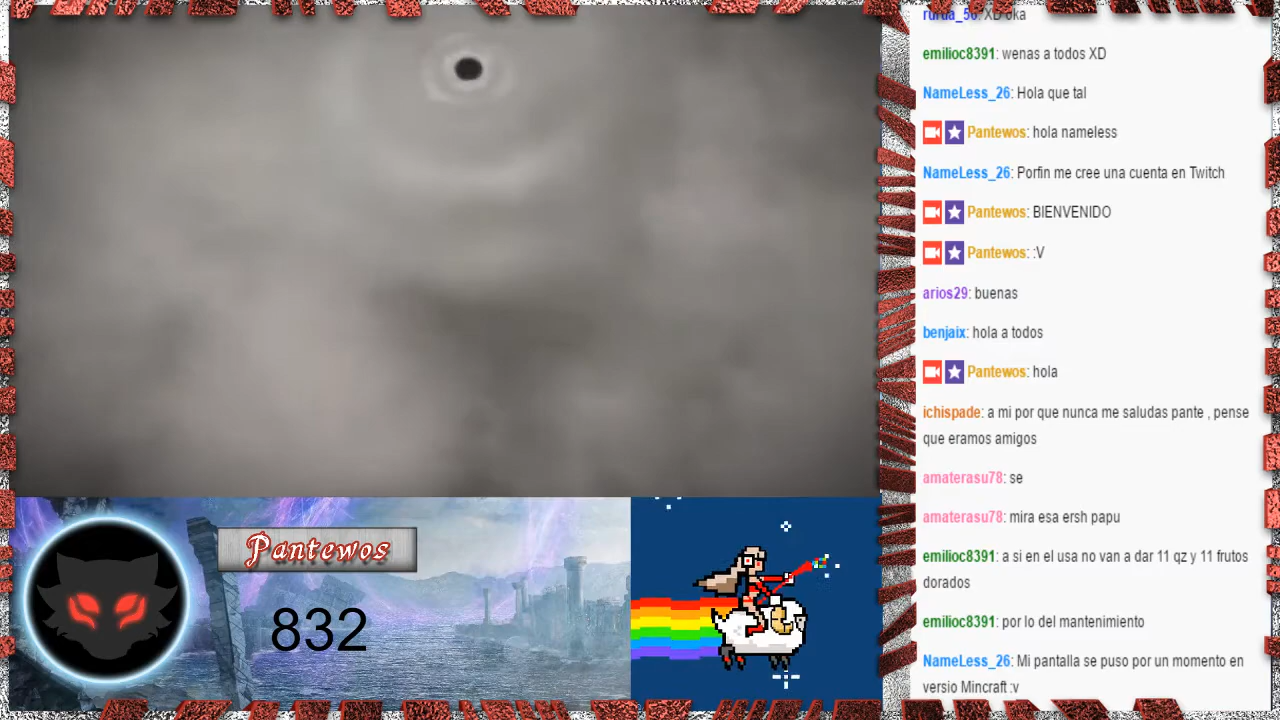 Pantewos
832
emilioc8391: wenas a todos XD
NameLess_26: Hola que tal
Pantewos: hola nameless
NameLess_26: Porfin me cree una cuenta en Twitch
Pantewos: BIENVENIDO
Pantewos: :V
arios29: buenas
benjaix: hola a todos
Pantewos: hola
ichispade: a mi por que nunca me saludas pante , pense
que eramos amigos
amaterasu78: se
amaterasu78: mira esa ersh papu
emilioc8391: a si en el usa no van a dar 11 qz y 11 frutos
dorados
emilioc8391: por lo del mantenimiento
NameLess_26: Mi pantalla se puso por un momento en
versio Mincraft :v